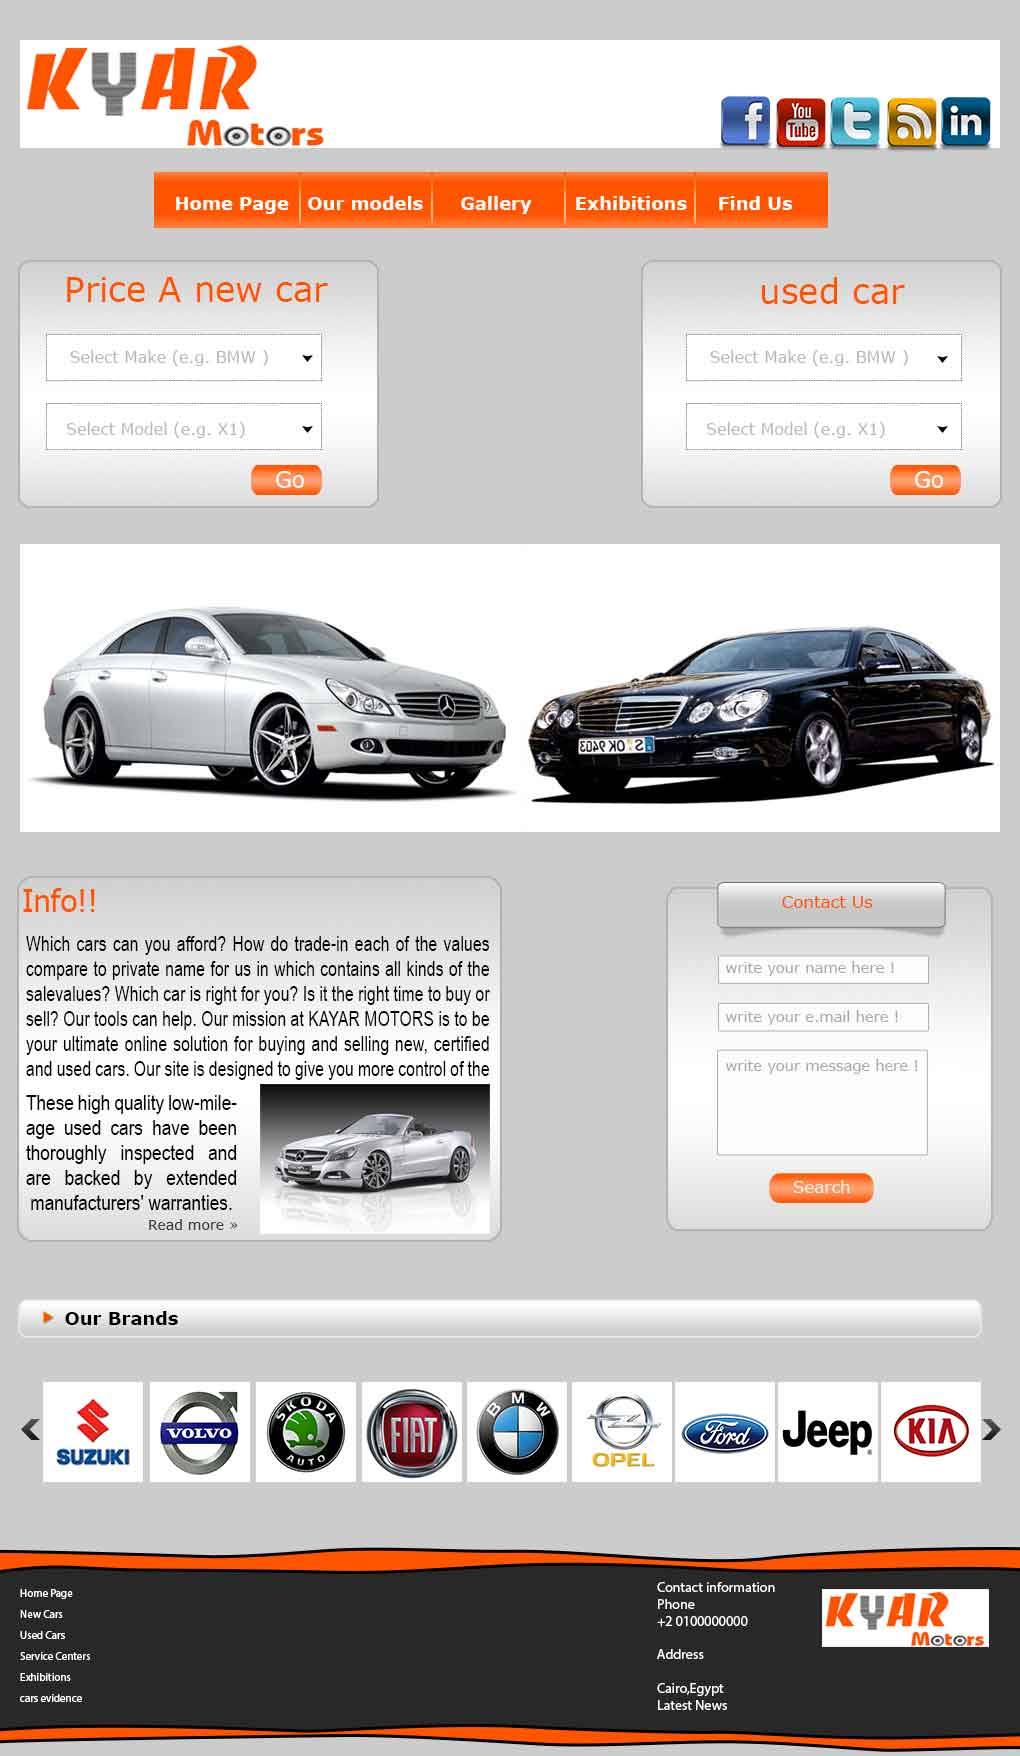 KYAR
Motors
You
Tube
Home Page Our models Gallery Exhibitions Find Us
Price A new car
Select Make (e.g. BMW )
Select Model (e.g. X1)
Go
used car
Select Make (e.g. BMW )
Select Model (e.g. X1)
Go
Info!!
Which cars can you afford? How do trade-in each of the values
compare to private name for us in which contains all kinds of the
salevalues? Which car is right for you? Is it the right time to buy or
sell? Our tools can help. Our mission at KAYAR MOTORS is to be
your ultimate online solution for buying and selling new, certified
and used cars. Our site is designed to give you more control of the
These high quality low-mile-
age used cars have been
thoroughly inspected and
are backed by extended
manufacturers' warranties.
Read more »
Contact Us
write your name here !
write your e.mail here !
write your message here !
Search
Our Brands
SUZUKI
VOLVO
SKODA
AUTO
FIAT
BMW
OPEL
Ford
Jeep
KIA
Home Page
New Cars
Used Cars
Service Centers
Exhibitions
cars evidence
Contact information
Phone
+2 0100000000
Address
Cairo,Egypt
Latest News
KYAR
Motors